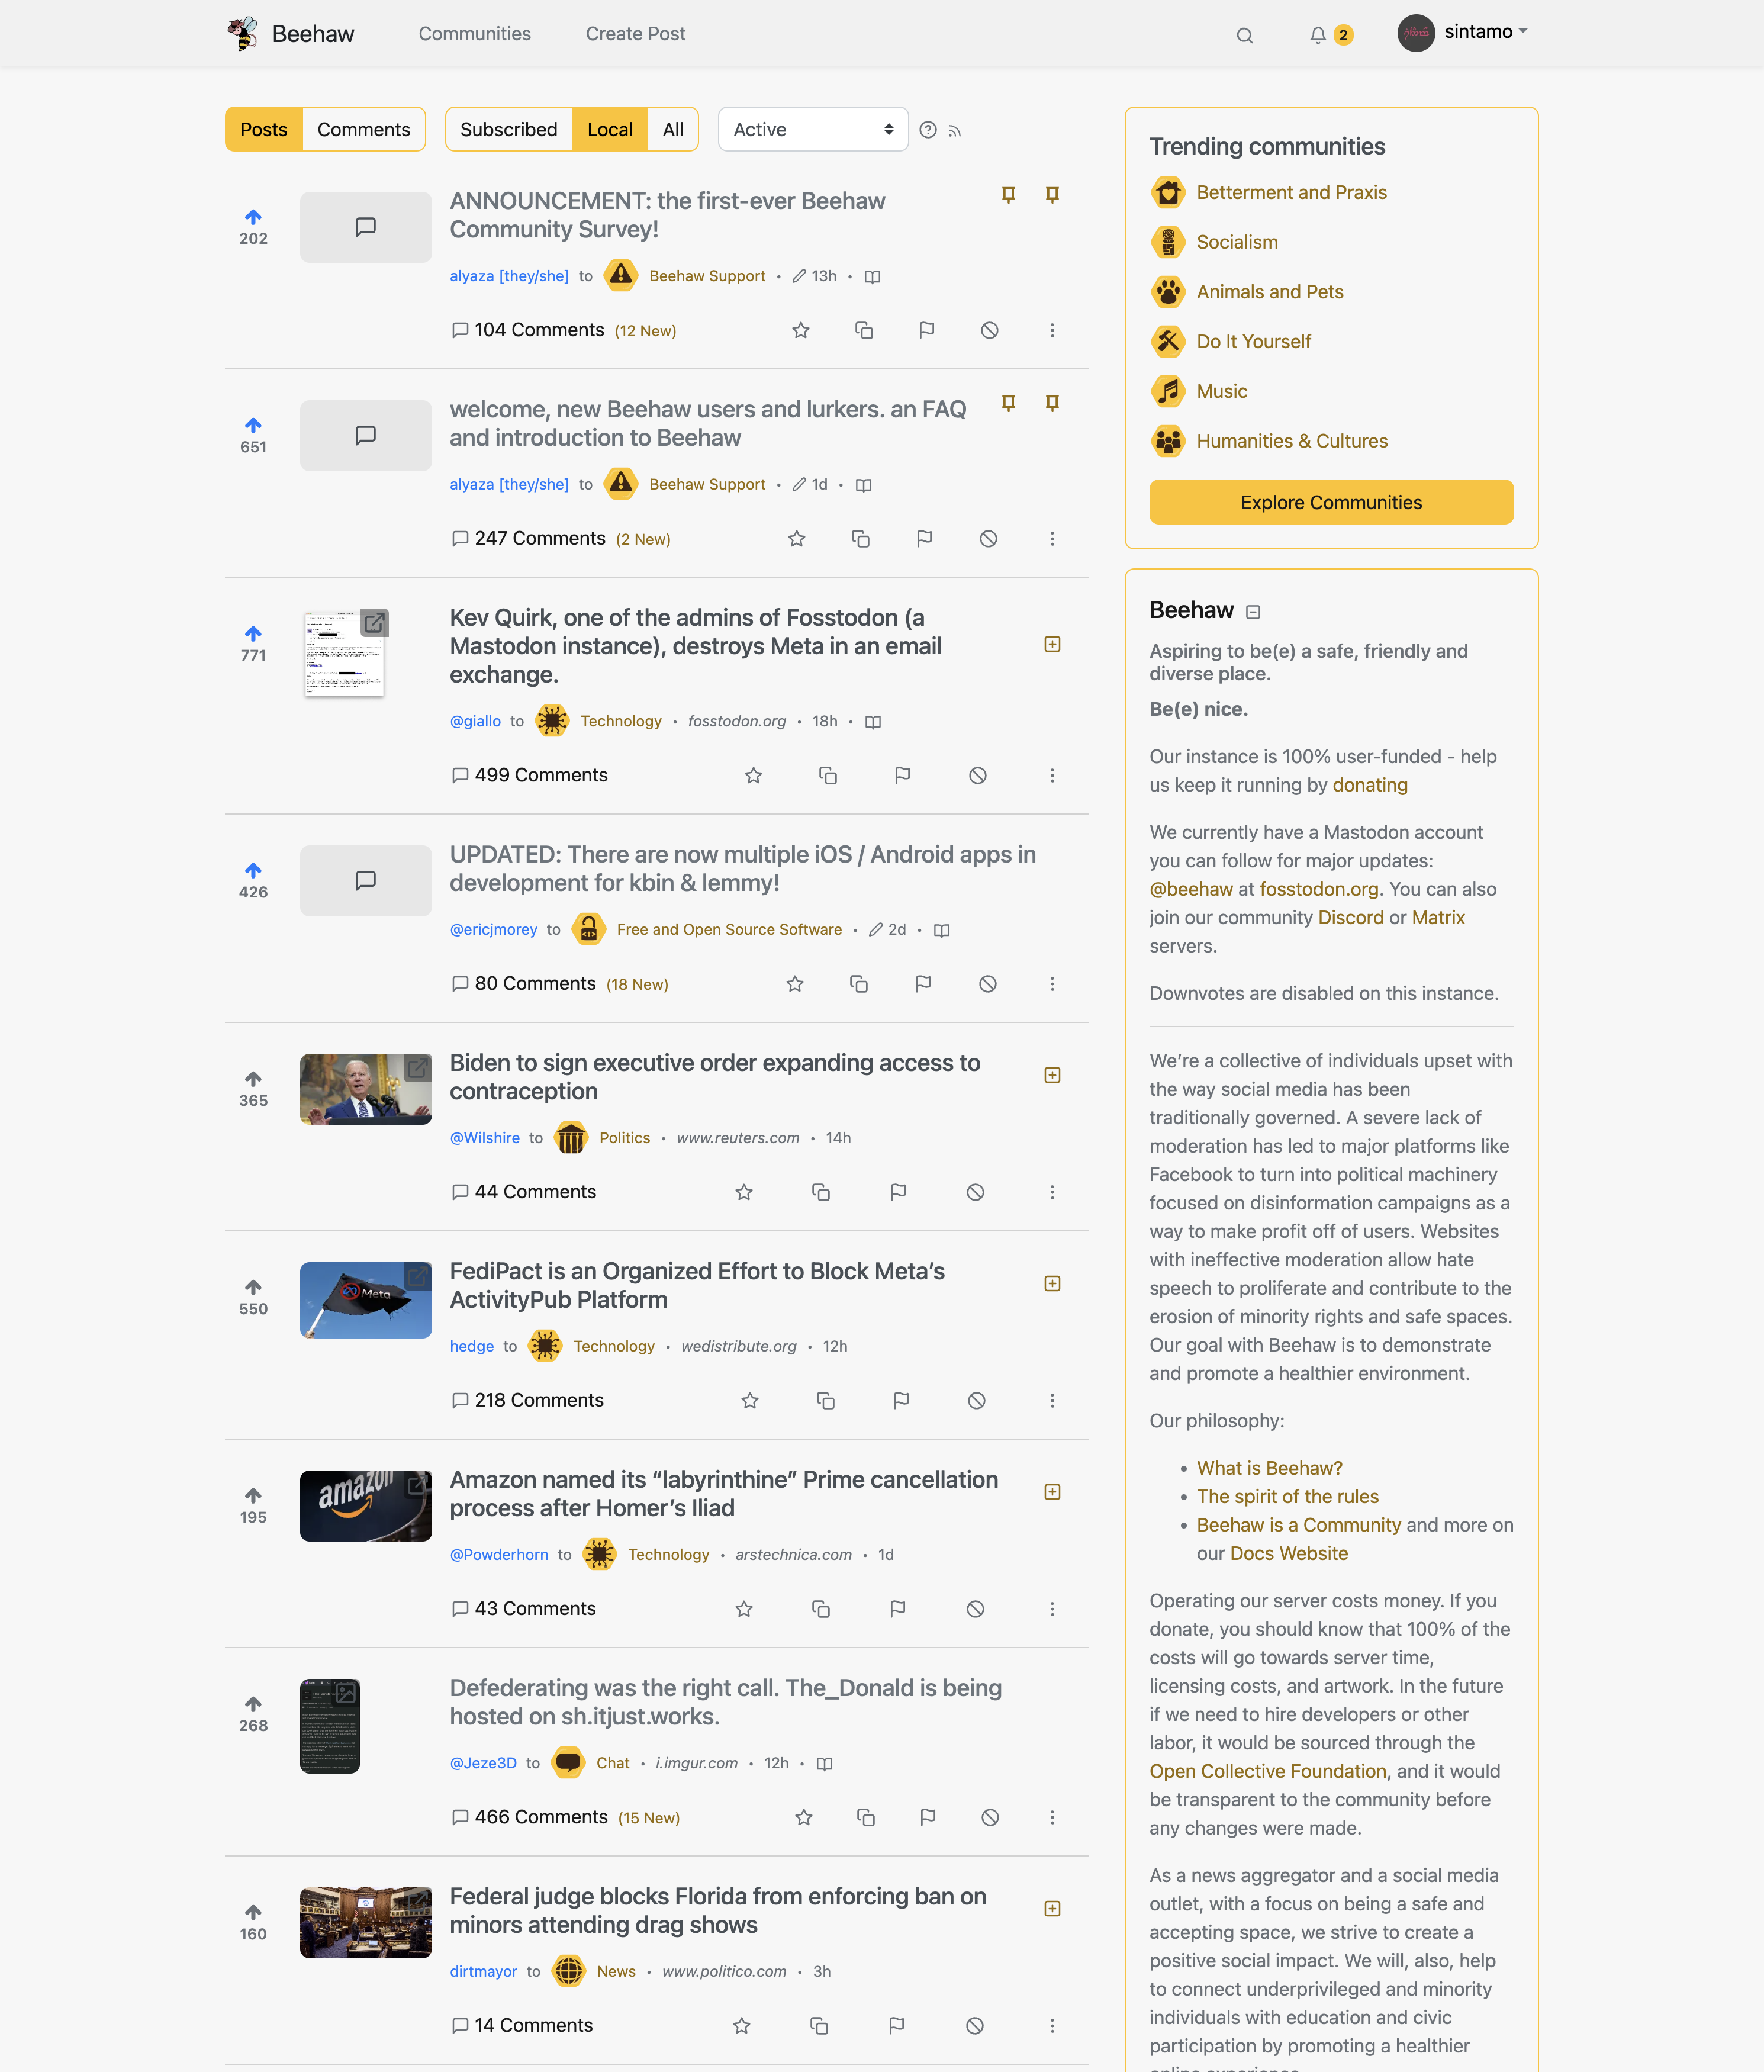 Beehaw
Communities
Create Post
2
sintamo
Posts
Comments
Subscribed
Local
All
Active
202
ANNOUNCEMENT: the first-ever Beehaw
Community Survey!
alyaza [they/she] to Beehaw Support • 13h •
104 Comments (12 New)
651
welcome, new Beehaw users and lurkers. an FAQ
and introduction to Beehaw
alyaza [they/she] to Beehaw Support • 1d •
247 Comments (2 New)
771
Kev Quirk, one of the admins of Fosstodon (a
Mastodon instance), destroys Meta in an email
exchange.
@giallo to Technology • fosstodon.org • 18h •
499 Comments
426
UPDATED: There are now multiple iOS / Android apps in
development for kbin & lemmy!
@ericjmorey to Free and Open Source Software • 2d •
80 Comments (18 New)
365
Biden to sign executive order expanding access to
contraception
@Wilshire to Politics • www.reuters.com • 14h
44 Comments
550
Meta
FediPact is an Organized Effort to Block Meta’s
ActivityPub Platform
hedge to Technology • wedistribute.org • 12h
218 Comments
195
amazon
Amazon named its “labyrinthine” Prime cancellation
process after Homer’s Iliad
@Powderhorn to Technology • arstechnica.com • 1d
43 Comments
268
Defederating was the right call. The_Donald is being
hosted on sh.itjust.works.
@Jeze3D to Chat • i.imgur.com • 12h •
466 Comments (15 New)
160
Federal judge blocks Florida from enforcing ban on
minors attending drag shows
dirtmayor to News • www.politico.com • 3h
14 Comments
Trending communities
Betterment and Praxis
Socialism
Animals and Pets
Do It Yourself
Music
Humanities & Cultures
Explore Communities
Beehaw
Aspiring to be(e) a safe, friendly and
diverse place.
Be(e) nice.
Our instance is 100% user-funded - help
us keep it running by donating
We currently have a Mastodon account
you can follow for major updates:
@beehaw at fosstodon.org. You can also
join our community Discord or Matrix
servers.
Downvotes are disabled on this instance.
We’re a collective of individuals upset with
the way social media has been
traditionally governed. A severe lack of
moderation has led to major platforms like
Facebook to turn into political machinery
focused on disinformation campaigns as a
way to make profit off of users. Websites
with ineffective moderation allow hate
speech to proliferate and contribute to the
erosion of minority rights and safe spaces.
Our goal with Beehaw is to demonstrate
and promote a healthier environment.
Our philosophy:
• What is Beehaw?
• The spirit of the rules
• Beehaw is a Community and more on
our Docs Website
Operating our server costs money. If you
donate, you should know that 100% of the
costs will go towards server time,
licensing costs, and artwork. In the future
if we need to hire developers or other
labor, it would be sourced through the
Open Collective Foundation, and it would
be transparent to the community before
any changes were made.
As a news aggregator and a social media
outlet, with a focus on being a safe and
accepting space, we strive to create a
positive social impact. We will, also, help
to connect underprivileged and minority
individuals with education and civic
participation by promoting a healthier